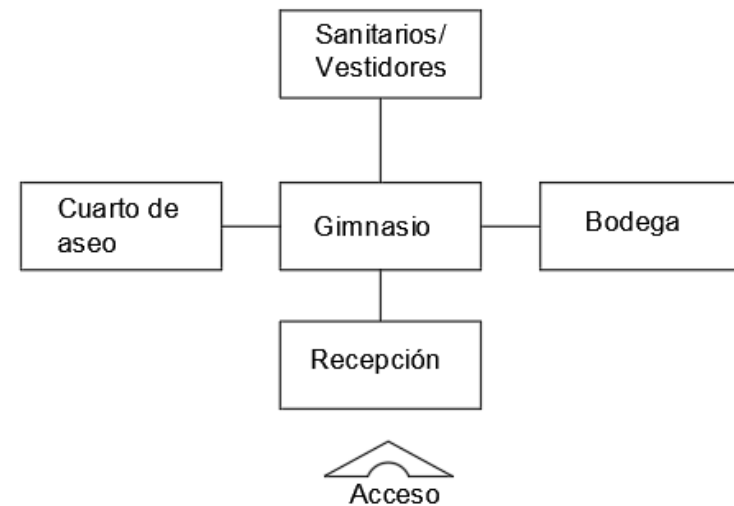 Sanitarios/
Vestidores
Cuarto de
aseo
Gimnasio
Bodega
Recepción
Acceso